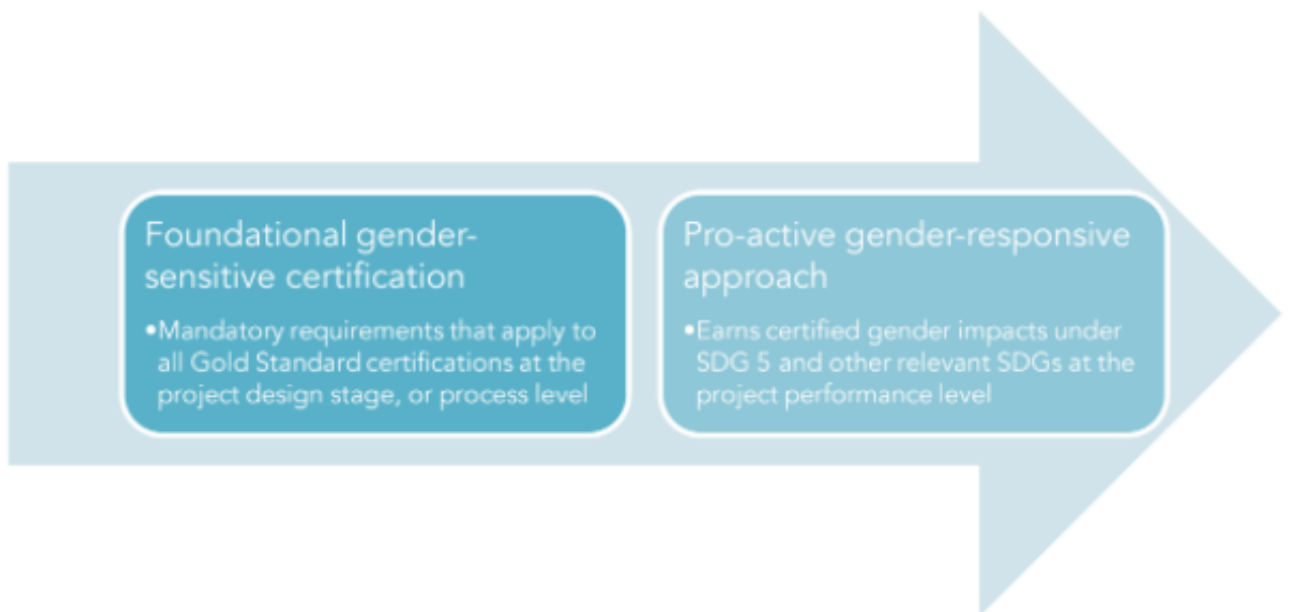 Foundational gender-
sensitive certification
•Mandatory requirements that apply to
all Gold Standard certifications at the
project design stage, or process level
Pro-active gender-responsive
approach
•Earns certified gender impacts under
SDG 5 and other relevant SDGs at the
project performance level